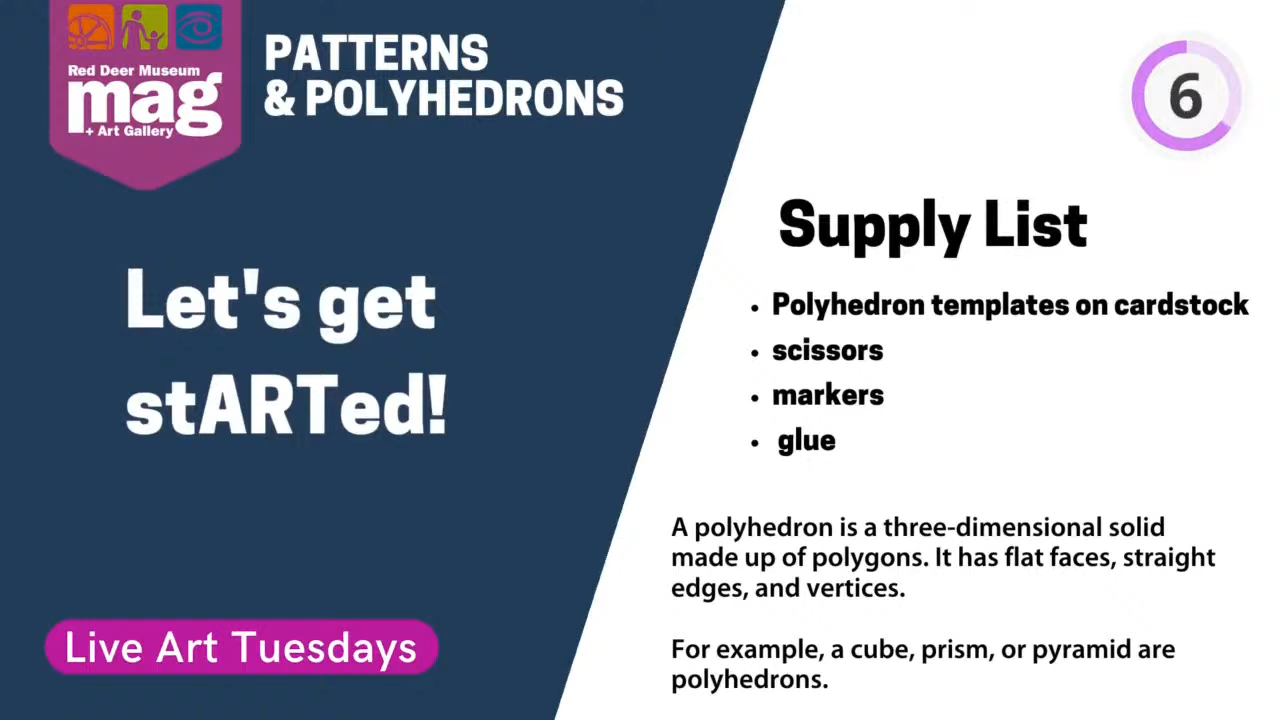 Red Deer Museum
mag
+ Art Gallery
PATTERNS
& POLYHEDRONS
6
Let's get
stARTed!
Supply List
• Polyhedron templates on cardstock
• scissors
• markers
• glue
A polyhedron is a three-dimensional solid
made up of polygons. It has flat faces, straight
edges, and vertices.
For example, a cube, prism, or pyramid are
polyhedrons.
Live Art Tuesdays